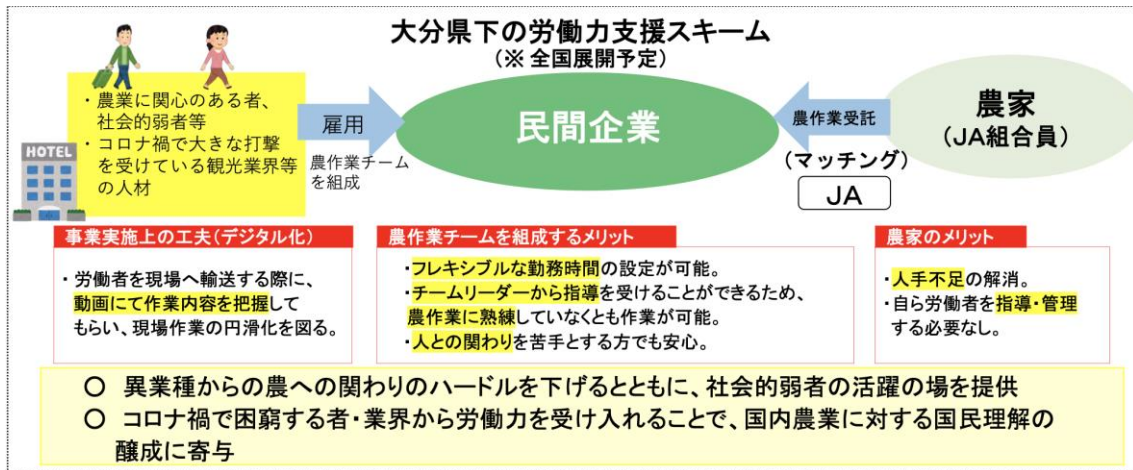 大分県下の労働力支援スキーム
（※ 全国展開予定）
・農業に関心のある者、
社会的弱者等
・コロナ禍で大きな打撃
を受けている観光業界等
の人材
HOTEL
雇用
農作業チーム
を組成
民間企業
農作業受託
（マッチング）
JA
農家
（JA組合員）
事業実施上の工夫（デジタル化）
・労働者を現場へ輸送する際に、
動画にて作業内容を把握して
もらい、現場作業の円滑化を図る。
農作業チームを組成するメリット
・フレキシブルな勤務時間の設定が可能。
・チームリーダーから指導を受けることができるため、
農作業に熟練していなくとも作業が可能。
・人との関わりを苦手とする方でも安心。
農家のメリット
・人手不足の解消。
・自ら労働者を指導・管理
する必要なし。
○ 異業種からの農への関わりのハードルを下げるとともに、社会的弱者の活躍の場を提供
○ コロナ禍で困窮する者・業界から労働力を受け入れることで、国内農業に対する国民理解の
醸成に寄与